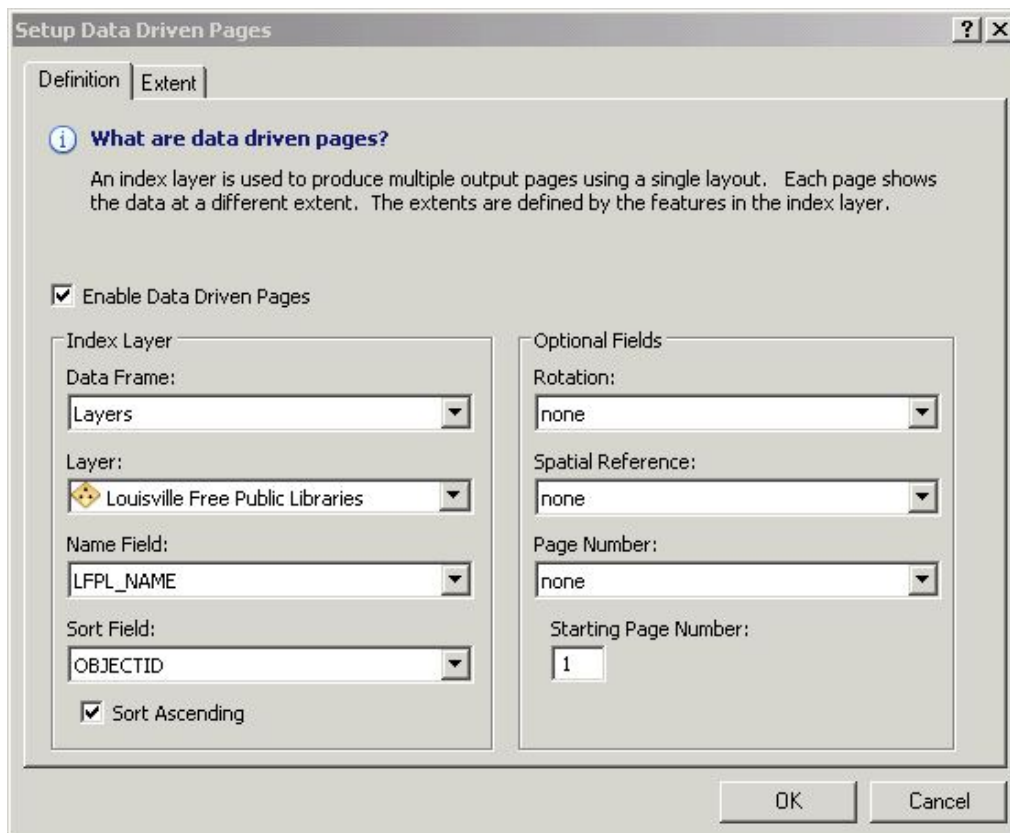 Setup Data Driven Pages
Definition
Extent
What are data driven pages?
An index layer is used to produce multiple output pages using a single layout. Each page shows
the data at a different extent. The extents are defined by the features in the index layer.
Enable Data Driven Pages
Index Layer
Data Frame:
Layers
Layer:
Louisville Free Public Libraries
Name Field:
LFPL_NAME
Sort Field:
OBJECTID
Sort Ascending
Optional Fields
Rotation:
none
Spatial Reference:
none
Page Number:
none
Starting Page Number:
1
OK
Cancel